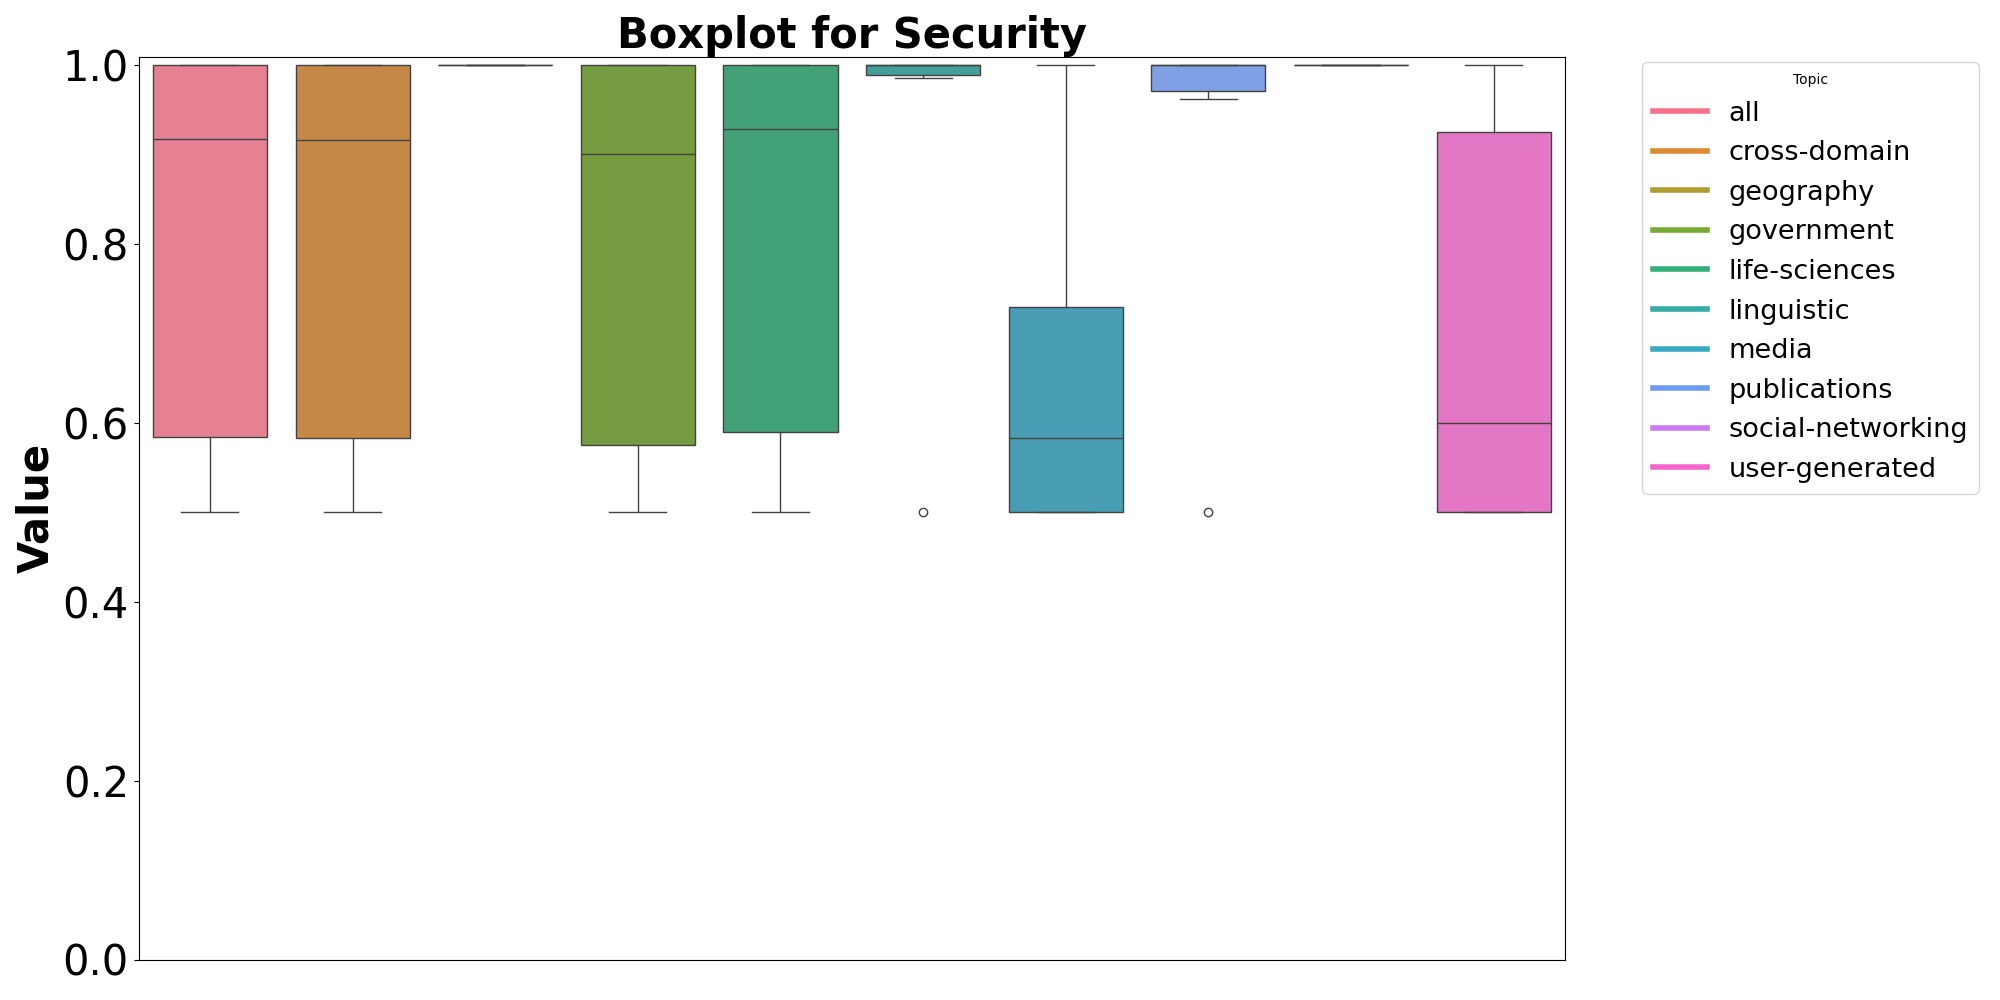 Boxplot for Security
Value
1.0
0.8
0.6
0.4
0.2
0.0
Topic
all
cross-domain
geography
government
life-sciences
linguistic
media
publications
social-networking
user-generated